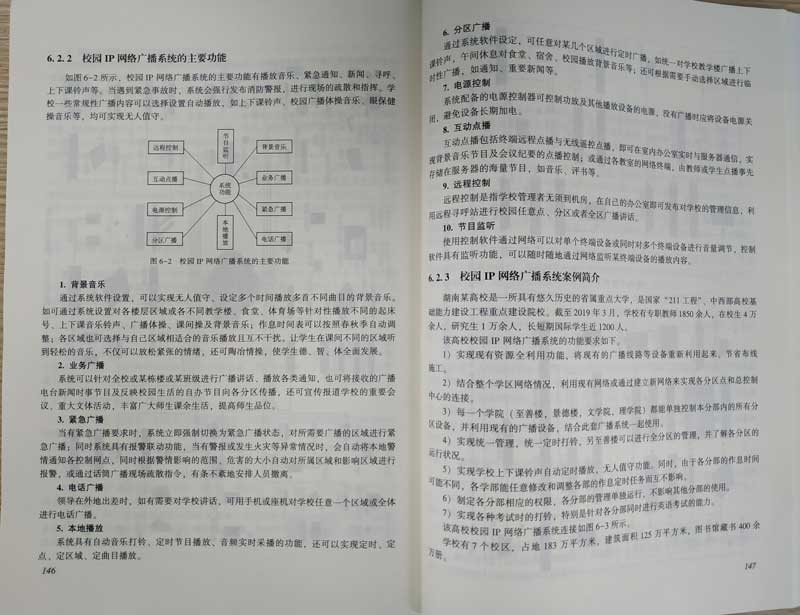 6.2.2 校园 IP 网络广播系统的主要功能
如图 6-2 所示，校园 IP 网络广播系统的主要功能有播放音乐、紧急通知、新闻、寻呼、
上下课铃声等。当遇到紧急事故时，系统会强行发布消防警报，进行现场的疏散和指挥。学
校一些常规性广播内容可以选择设置自动播放，如上下课铃声、校园广播体操音乐、眼保健
操音乐等，均可实现无人值守。
节目监听
远程控制
背景音乐
互动点播
业务广播
系统
功能
电源控制
紧急广播
分区广播
本地播放
电话广播
图 6-2 校园 IP 网络广播系统的主要功能
1. 背景音乐
通过系统软件设置，可以实现无人值守、设定多个时间播放多首不同曲目的背景音乐。
如可通过系统设置对各楼层区域或各不同教学楼、食堂、体育场等针对性播放不同的起床
号、上下课音乐铃声、广播体操、课间操及背景音乐；作息时间表可以按照春秋季自动调
整；各区域也可选择与自己区域相适合的音乐播放且互不干扰，让学生在课间不同的区域听
到轻松的音乐，不仅可以放松紧张的情绪，还可陶冶情操，使学生德、智、体全面发展。
2. 业务广播
系统可以针对全校或某栋楼或某班级进行广播讲话、播放各类通知，也可将接收的广播
电台新闻时事节目以及反映校园生活的自办节目向各分区传播，还可宣传报道学校的重要会
议、重大文体活动，丰富广大师生课余生活，提高师生品位。
3. 紧急广播
当有紧急广播要求时，系统立即强制切换为紧急广播状态，对所需要广播的区域进行紧
急广播；同时系统具有报警联动功能，当有警报或发生火灾等异常情况时，会自动将本地警
情通知各控制网点，同时根据警情影响的范围、危害的大小自动对所属区域和影响区域进行
报警，或通过话筒广播现场疏散指令，有条不紊地安排人员撤离。
4. 电话广播
领导在外地出差时，如有需要对学校讲话，可用手机或座机对学校任意一个区域或全体
进行电话广播。
5. 本地播放
系统具有自动音乐打铃、定时节目播放、音频实时采播的功能，还可以实现定时、定
点、定区域、定曲目播放。
146
6. 分区广播
通过系统软件设定，可任意对某几个区域进行定时广播，如统一对学校教学楼广播上下
课铃声，午间休息对食堂、宿舍、校园播放背景音乐等；还可根据需要手动选择区域进行临
时性广播，如通知、重要新闻等。
7. 电源控制
系统配备的电源控制器可控制功放及其他播放设备的电源，没有广播时应将设备电源关
闭，避免设备长期加电。
8. 互动点播
互动点播包括终端远程点播与无线遥控点播，即可在室内办公室实时与服务器通信，实
现背景音乐节目及会议纪要的点播控制；或通过各教室的网络终端，由教师或学生点播事先
存储在服务器的海量节目，如音乐、评书等。
9. 远程控制
远程控制是指学校管理者无须到机房，在自己的办公室即可发布对学校的管理信息，利
用远程寻呼站进行校园任意点、分区或者全区广播讲话。
10. 节目监听
使用控制软件通过网络可以对单个终端设备或同时对多个终端设备进行音量调节，控制
软件具有监听功能，可以随时随地通过网络监听某终端设备的播放内容。
6.2.3 校园 IP 网络广播系统案例简介
湖南某高校是一所具有悠久历史的省属重点大学，是国家“211 工程”、中西部高校基
础能力建设工程重点建设院校。截至 2019 年 3 月，学校有专职教师 1850 余人，在校生 4 万
余人，研究生 1 万余人，长短期国际学生近 1200 人。
该高校校园 IP 网络广播系统的功能要求如下。
1）实现现有资源全利用功能，将现有的广播线路等设备重新利用起来，节省布线
施工。
2）结合整个学区网络情况，利用现有网络或通过建立新网络来实现各分区点和总控制
中心的连接。
3）每一个学院（至善楼，景德楼，文学院，理学院）都能单独控制本分部内的所有分
区设备，并利用现有的广播设备，结合此套广播系统一起使用。
4）实现统一管理，统一定时打铃，另至善楼可以进行全分区的管理，并了解各分区的
运行状况。
5）实现学校上下课铃声自动定时播放、无人值守功能。同时，由于各分部的作息时间
可能不同，各学部能任意修改和调整各部的作息定时任务而互不影响。
6）制定各分部相应的权限，各分部的管理单独运行，不影响其他分部的使用。
7）实现各种考试时的打铃，特别是针对各分部同时进行英语考试的能力。
该高校校园 IP 网络广播系统连接如图 6-3 所示。
学校有 7 个校区，占地 183 万平方米，建筑面积 125 万平方米，图书馆藏书 400 余
万册。
147